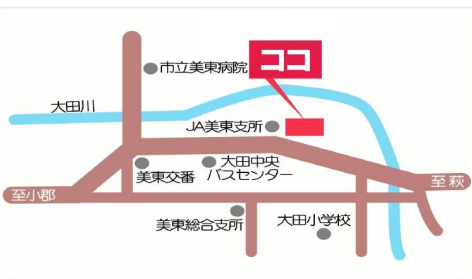 ココ
市立美東病院
大田川
JA美東支所
大田中央
バスセンター
美東交番
至萩
至小郡
美東総合支所
大田小学校